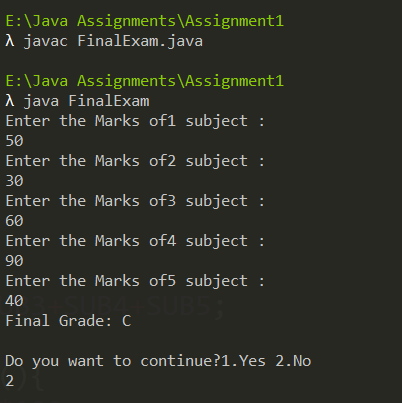 E:\Java Assignments\Assignment1
λ javac FinalExam.java
E:\Java Assignments\Assignment1
λ java FinalExam
Enter the Marks of1 subject :
50
Enter the Marks of2 subject :
30
Enter the Marks of3 subject :
60
Enter the Marks of4 subject :
90
Enter the Marks of5 subject :
40
SUB4 SUB5;
Final Grade: C
Do you want to continue?1.Yes 2.No
2
){